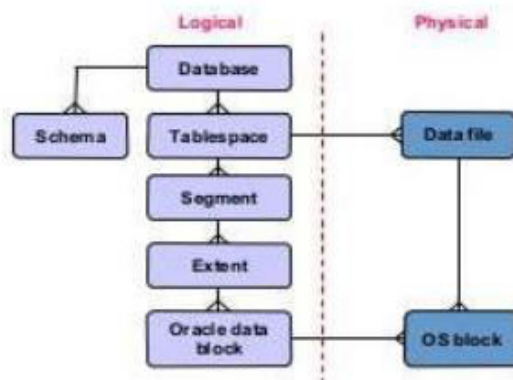 Logical
Physical
Database
Schema
Tablespace
Data file
Segment
Extent
Oracle data
block
OS block